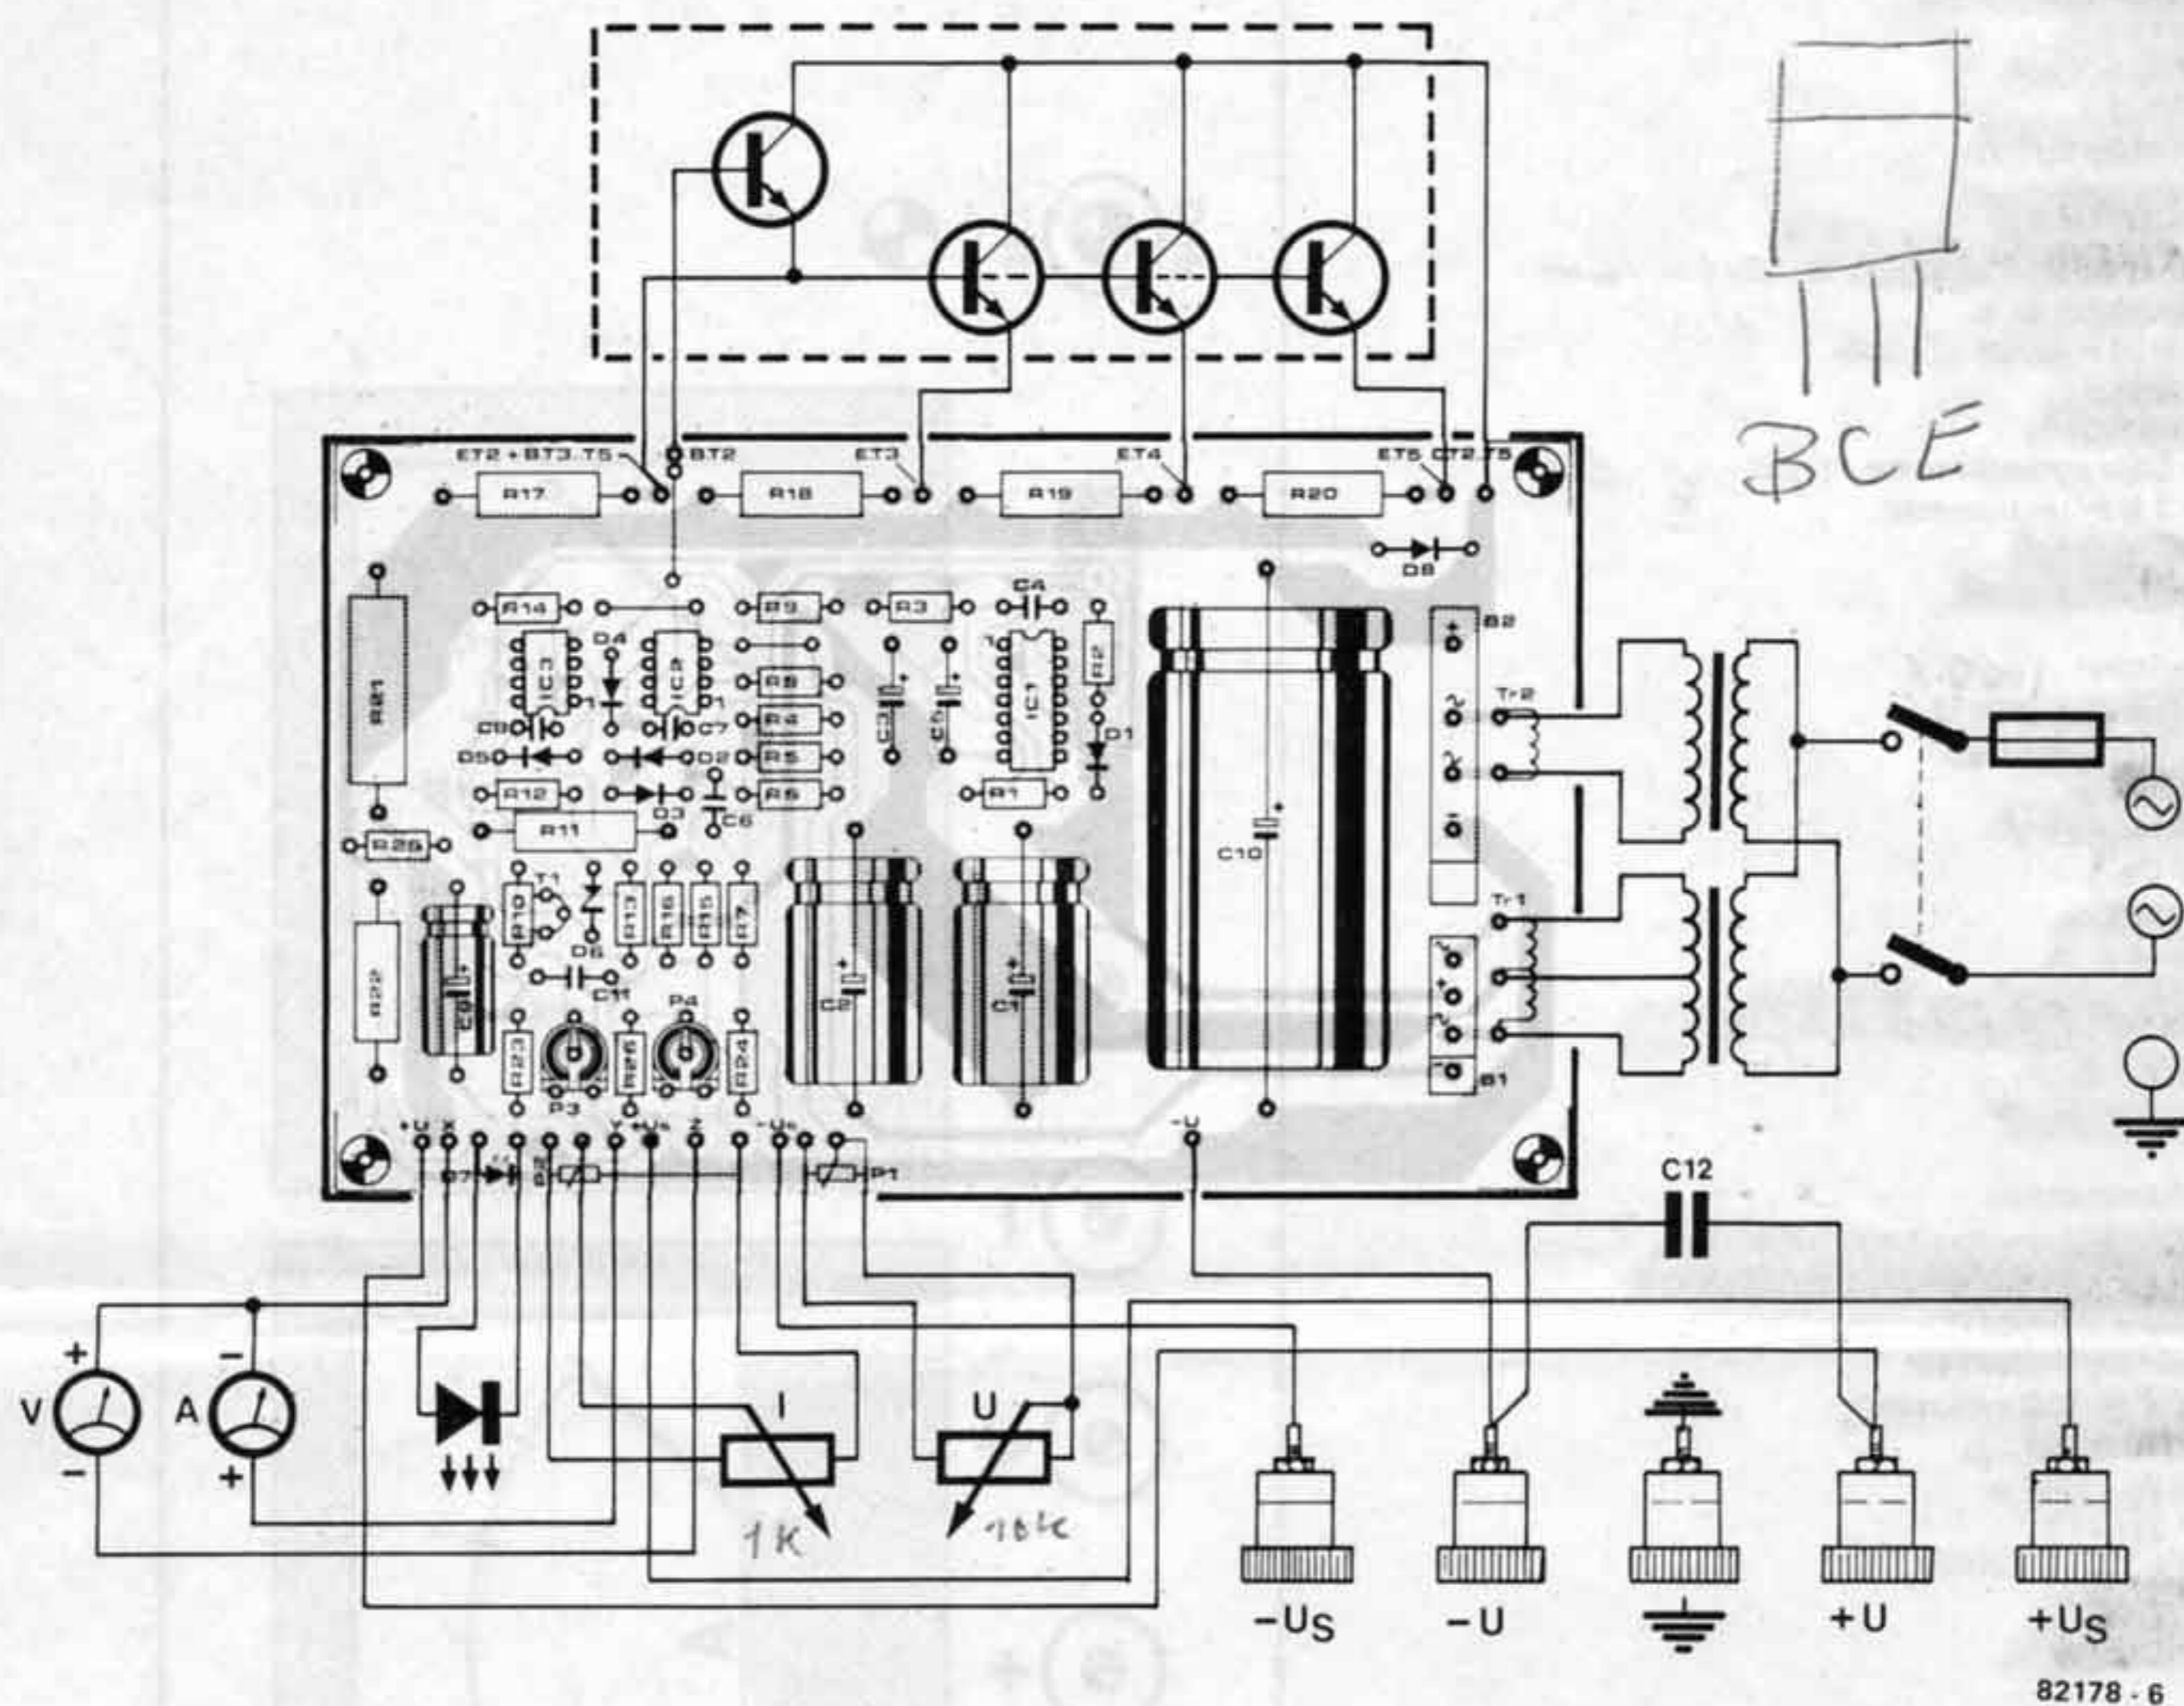 BCE
ET2 + BT3..T5
BT2
ET3
ET4
ET5 CT2..T5
R17
R18
R19
R20
D8
R14
R9
R3
C4
B2
D4
R21
IC3
IC2
R8
C3
C5
IC1
R2
Tr2
C8
C7
R4
D1
D5
D2
R5
R12
D3
C6
R6
R1
R11
C10
T1
R10
R13
R16
R15
R7
Tr1
D6
R22
C9
C11
P4
C2
C1
R23
R26
R24
P3
B1
+U X Y +Us Z -Us
-U
D7
P2
P1
C12
+
-
V
A
I
U
-
+
1K
10K
-US
-U
+U
+US
82178 - 6